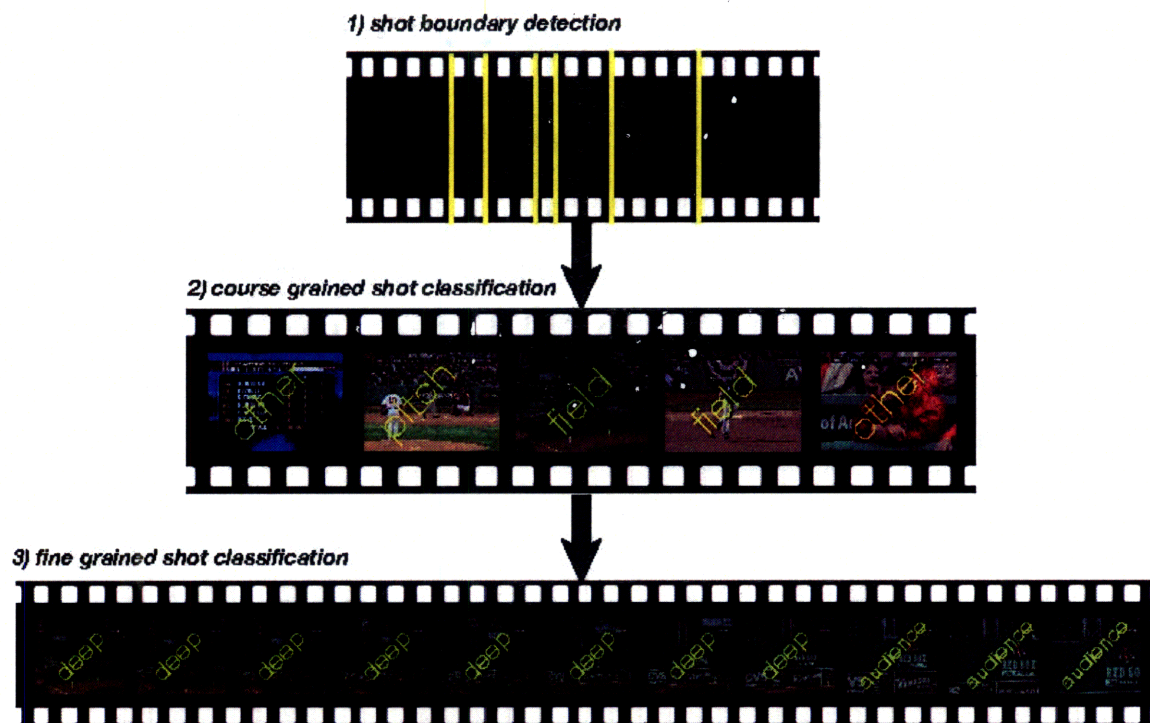 1) shot boundary detection
2) course grained shot classification
other
pitch
field
field
other
of A
3) fine grained shot classification
deep
deep
deep
deep
deep
deep
deep
deep
audience
audience
audience